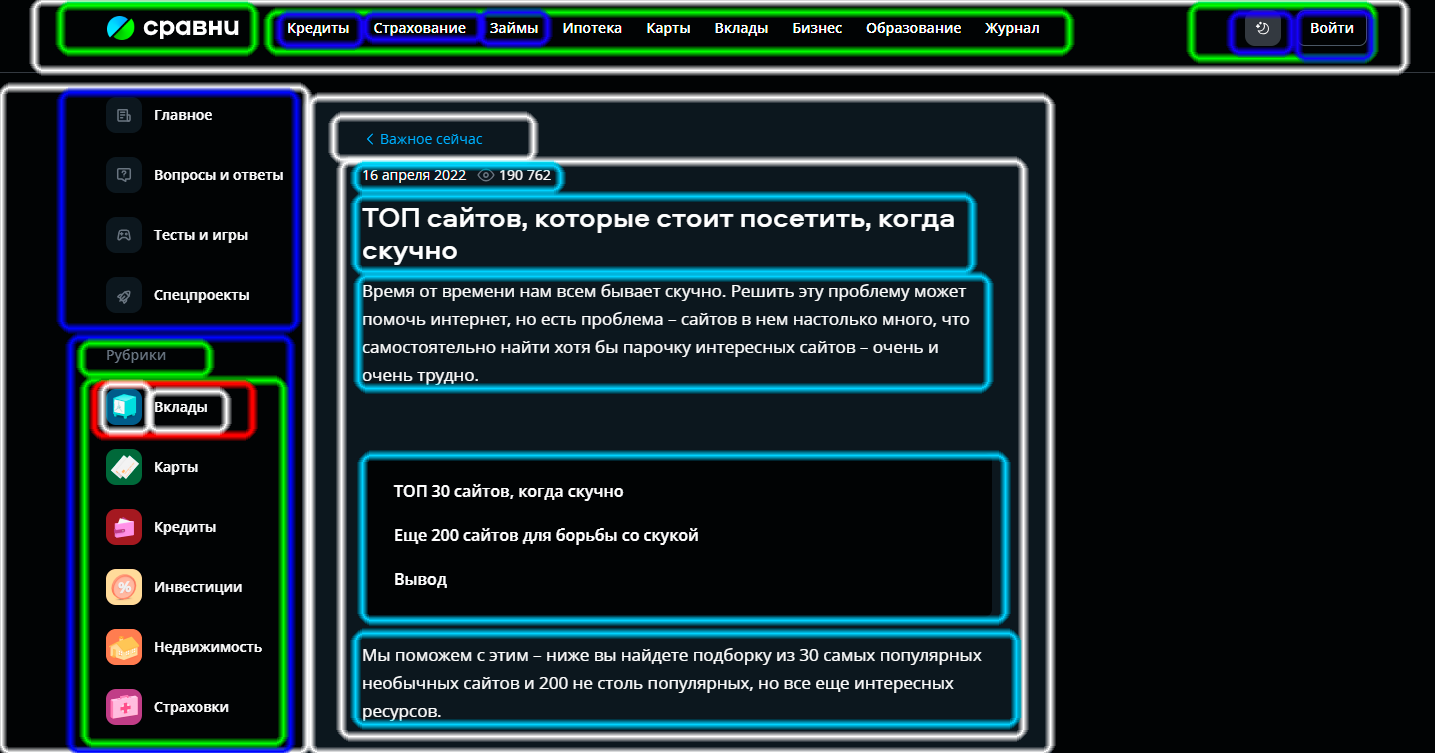 сравни Кредиты Страхование Займы Ипотека Карты Вклады Бизнес Образование Журнал Войти
Главное
Вопросы и ответы
Тесты и игры
Спецпроекты
Рубрики
Вклады
Карты
Кредиты
Инвестиции
Недвижимость
Страховки
Важное сейчас
16 апреля 2022 190 762
ТОП сайтов, которые стоит посетить, когда
скучно
Время от времени нам всем бывает скучно. Решить эту проблему может
помочь интернет, но есть проблема – сайтов в нем настолько много, что
самостоятельно найти хотя бы парочку интересных сайтов – очень и
очень трудно.
ТОП 30 сайтов, когда скучно
Еще 200 сайтов для борьбы со скукой
Вывод
Мы поможем с этим – ниже вы найдете подборку из 30 самых популярных
необычных сайтов и 200 не столь популярных, но все еще интересных
ресурсов.